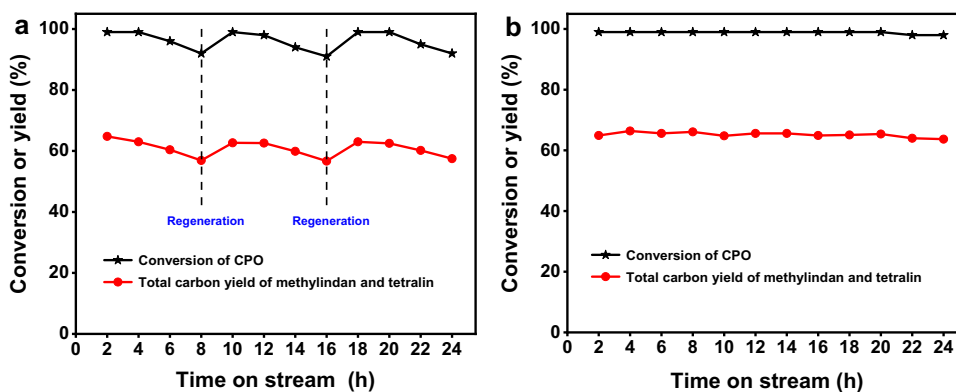 a
Conversion or yield (%)
100
80
60
40
20
0
Regeneration
Regeneration
Conversion of CPO
Total carbon yield of methylindan and tetralin
0 2 4 6 8 10 12 14 16 18 20 22 24
Time on stream (h)
b
Conversion or yield (%)
100
80
60
40
20
0
Conversion of CPO
Total carbon yield of methylindan and tetralin
0 2 4 6 8 10 12 14 16 18 20 22 24
Time on stream (h)